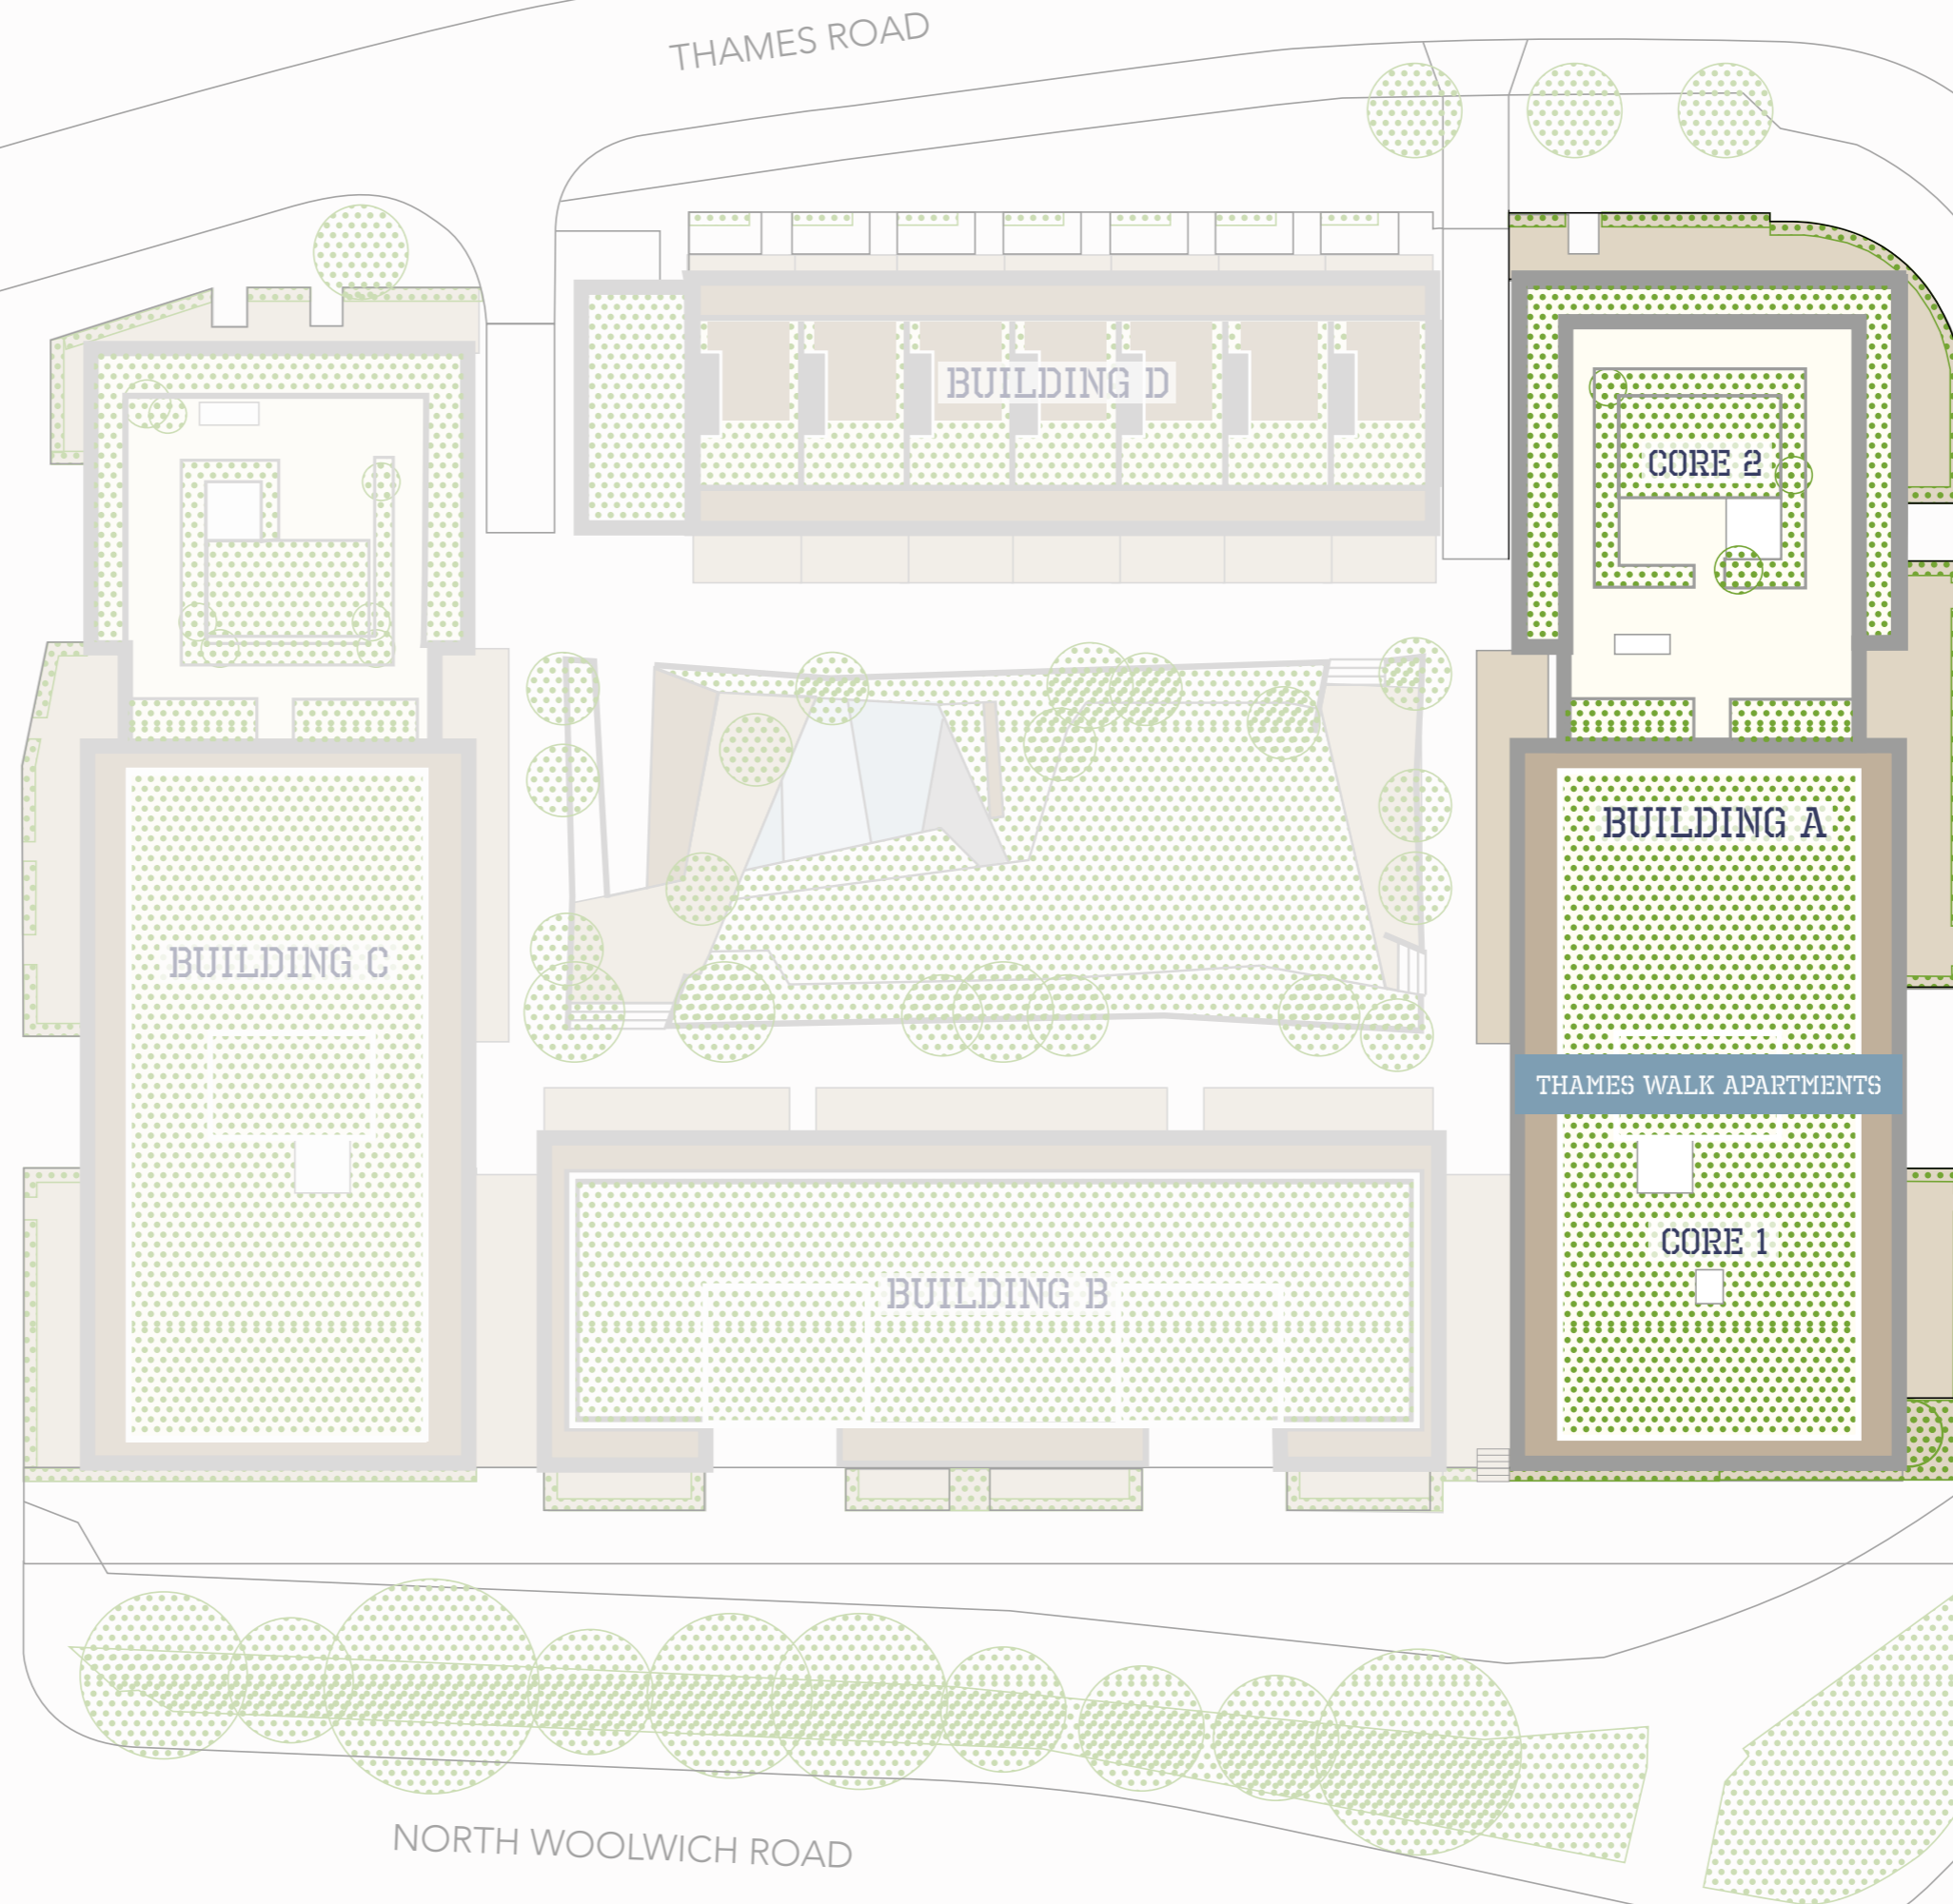 THAMES ROAD
BUILDING D
CORE 2
BUILDING A
BUILDING C
THAMES WALK APARTMENTS
CORE 1
BUILDING B
NORTH WOOLWICH ROAD